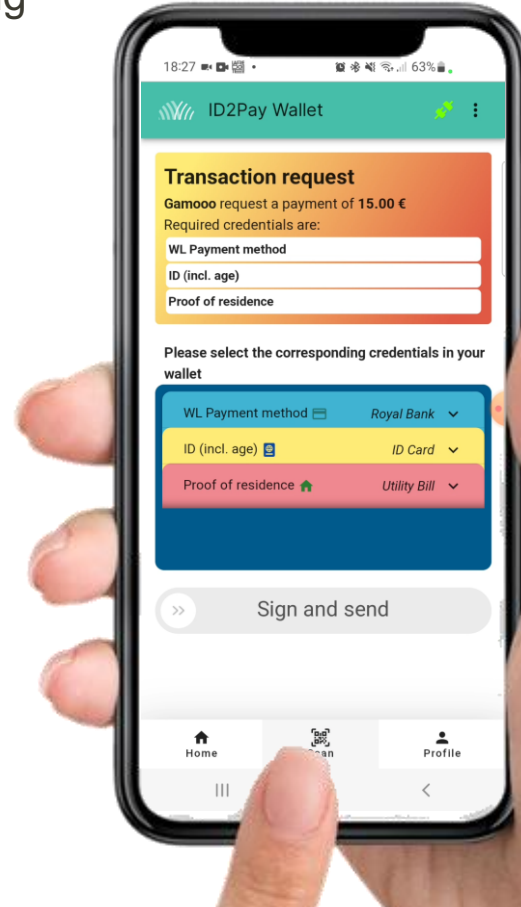 18:27 63%
ID2Pay Wallet
Transaction request
Gamooo request a payment of 15.00 €
Required credentials are:
WL Payment method
ID (incl. age)
Proof of residence
Please select the corresponding credentials in your
wallet
WL Payment method Royal Bank
ID (incl. age) ID Card
Proof of residence Utility Bill
Sign and send
Home Scan Profile